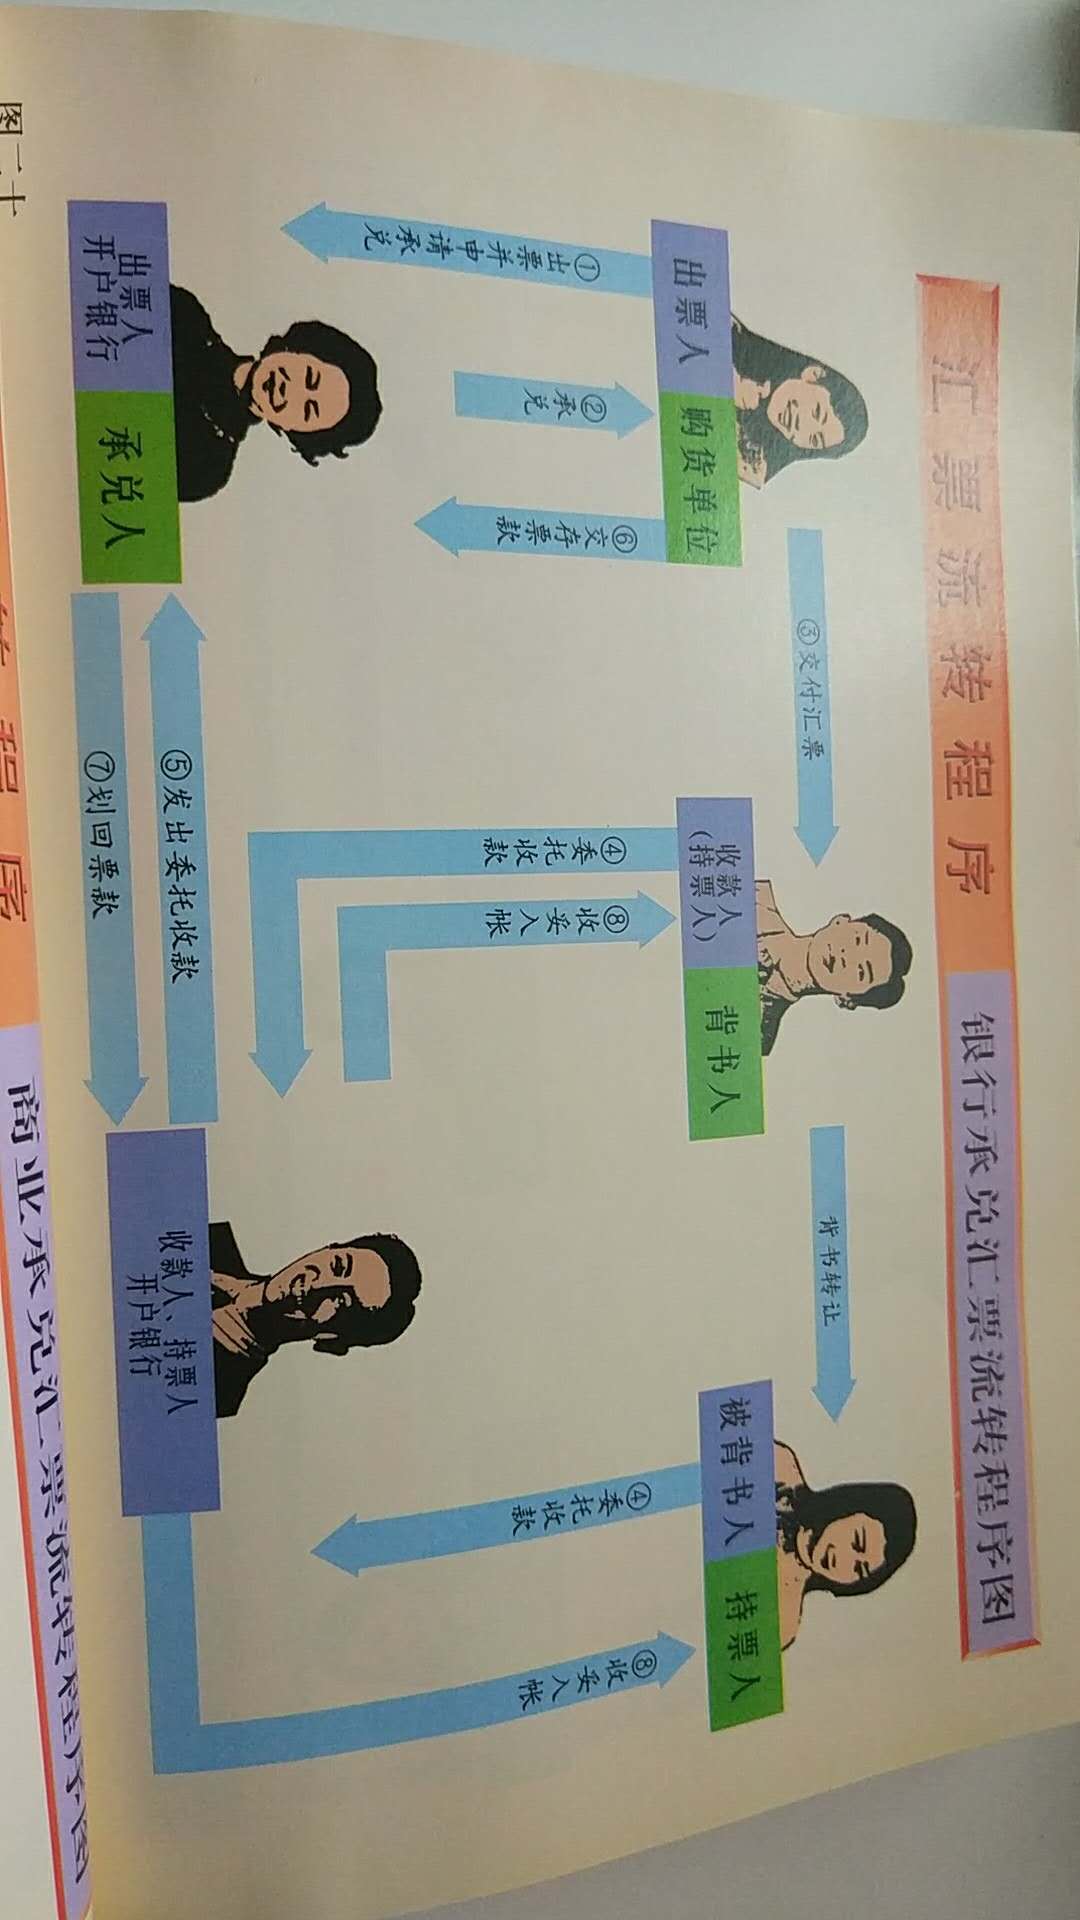 汇票流转程序
银行承兑汇票流转程序图
出票人 购货单位
③交付汇票
收款人
(持票人)
背书人
背书转让
被背书人 持票人
①出票并申请承兑
②承兑
⑥交存票款
④委托收款
⑧收妥入帐
④委托收款
⑧收妥入帐
出票人
开户银行
承兑人
⑤发出委托收款
⑦划回票款
收款人、持票人
开户银行
图二十
程序
商业承兑汇票流转程序图